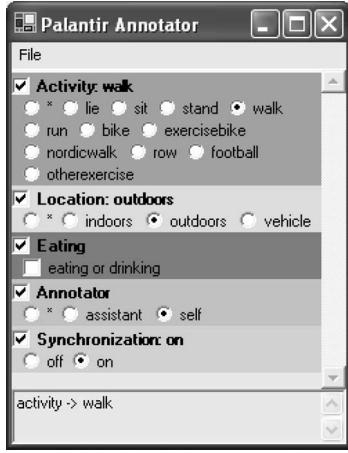 Palantir Annotator
File
Activity: walk
* lie sit stand walk
run bike exercisebike
nordicwalk row football
otherexercise
Location: outdoors
* indoors outdoors vehicle
Eating
eating or drinking
Annotator
* assistant self
Synchronization: on
off on
activity -> walk